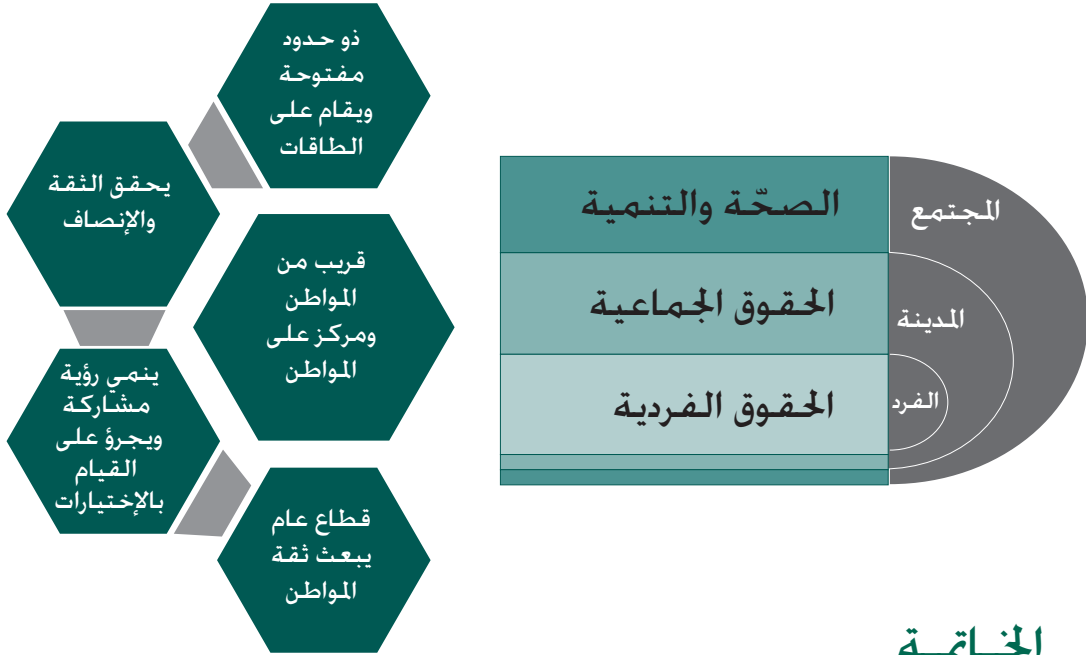 المجتمع
الصحّة والتنمية
المدينة
الحقوق الجماعية
الفرد
الحقوق الفردية
ذو حدود
مفتوحة
ويقام على
الطاقات
يحقق الثقة
والإنصاف
قريب من
المواطن
ومركز على
المواطن
ينمي رؤية
مشاركة
ويجرؤ على
القيام
بالإختيارات
قطاع عام
يبعث ثقة
المواطن
الخاتمة